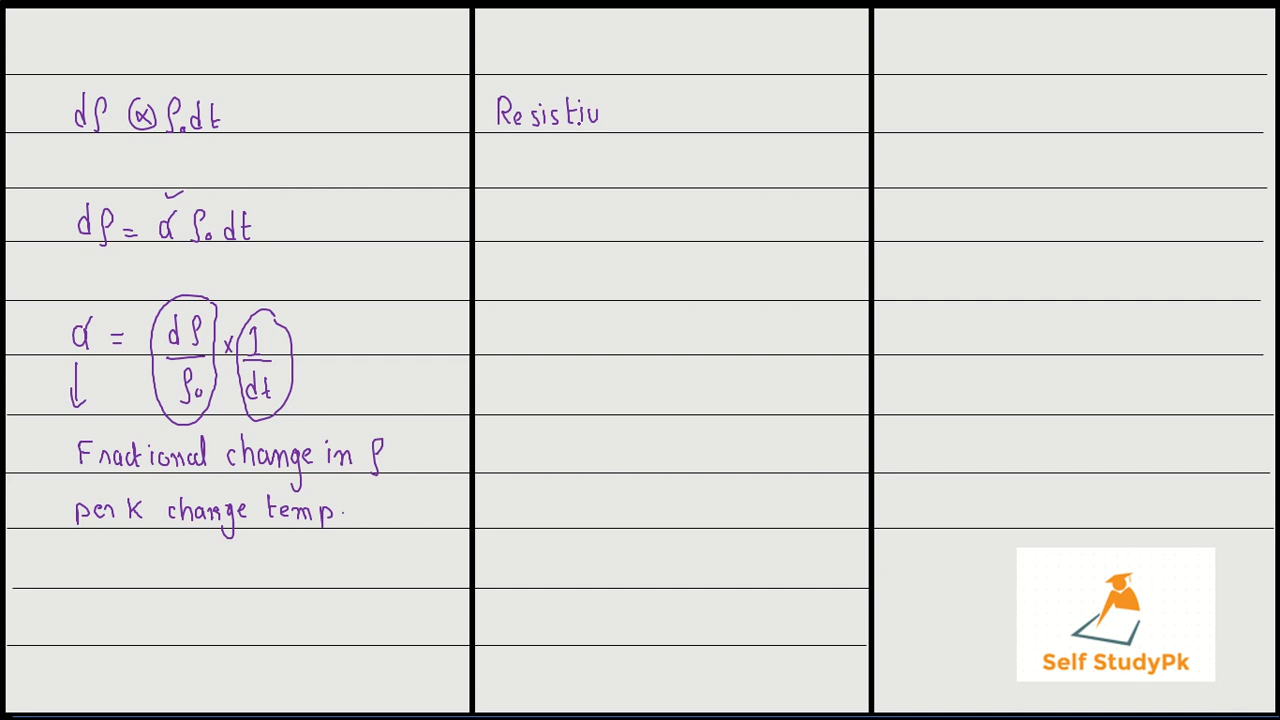 dρ ∝ ρ₀dt
dρ = α ρ₀ dt
α = dρ/ρ₀ × 1/dt
Fractional change in ρ
per K change temp.
Resistiv
Self StudyPk